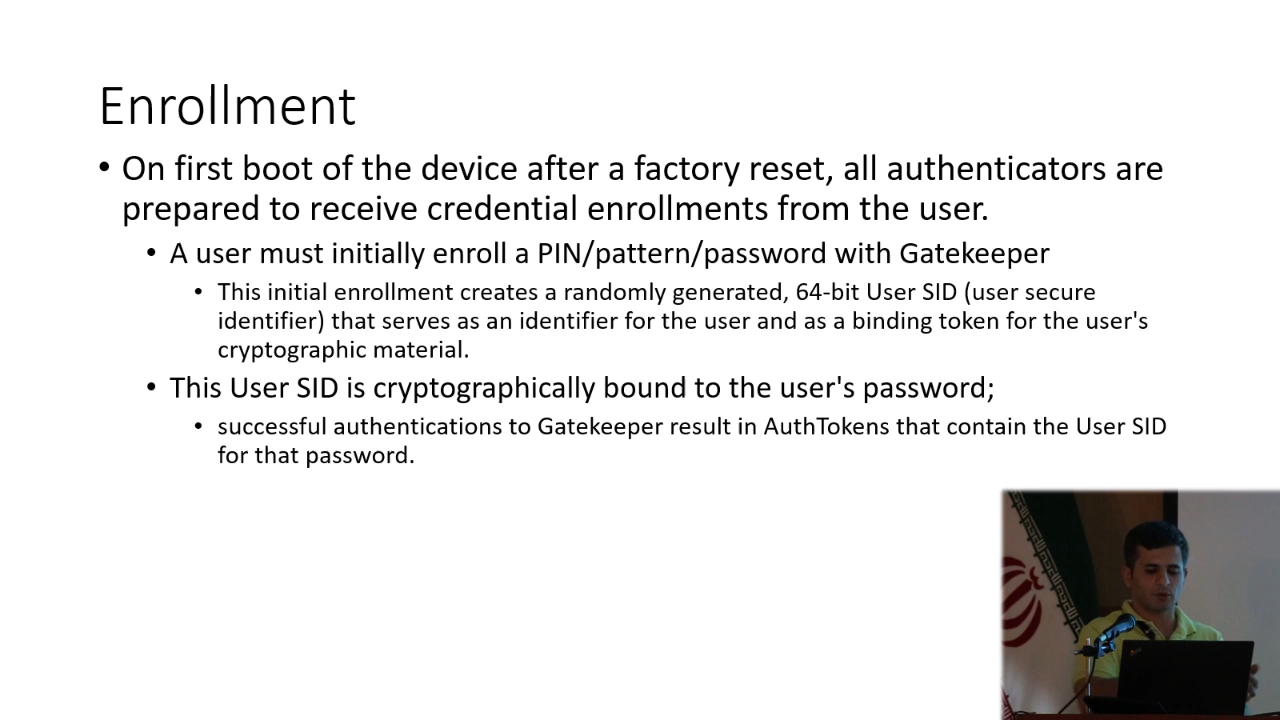 Enrollment
• On first boot of the device after a factory reset, all authenticators are
prepared to receive credential enrollments from the user.
• A user must initially enroll a PIN/pattern/password with Gatekeeper
• This initial enrollment creates a randomly generated, 64-bit User SID (user secure
identifier) that serves as an identifier for the user and as a binding token for the user's
cryptographic material.
• This User SID is cryptographically bound to the user's password;
• successful authentications to Gatekeeper result in AuthTokens that contain the User SID
for that password.